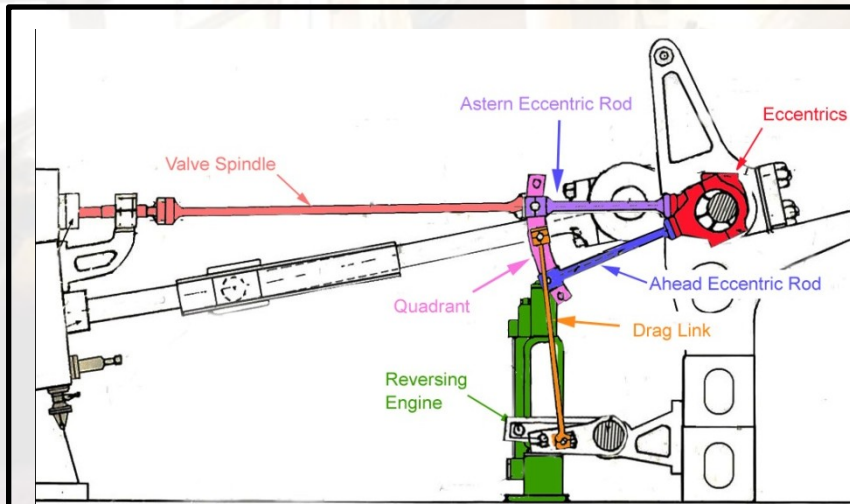 Astern Eccentric Rod
Eccentrics
Valve Spindle
Quadrant
Ahead Eccentric Rod
Drag Link
Reversing
Engine